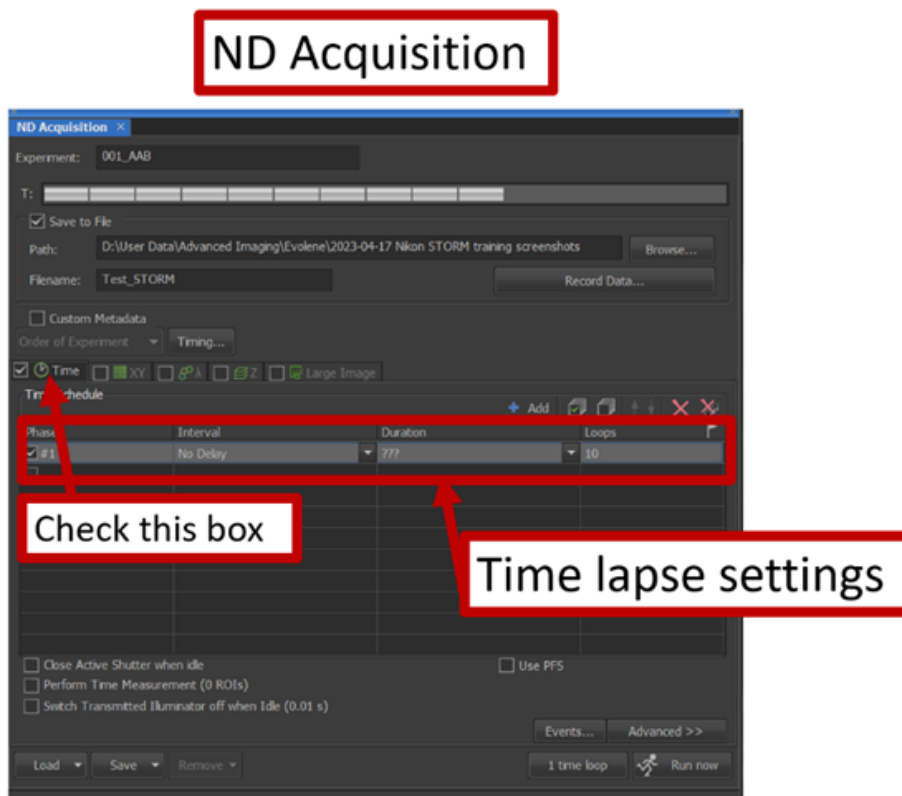 ND Acquisition
ND Acquisition ×
Experiment: 001_AAB
T:
Save to File
Path: D:\User Data\Advanced Imaging\Evolene\2023-04-17 Nikon STORM training screenshots Browse...
Filename: Test_STORM Record Data...
Custom Metadata
Order of Experiment Timing...
Time XY λ Z Large Image
Time Schedule
Add
Phase Interval Duration Loops
#1 No Delay ??? 10
Check this box
Time lapse settings
Close Active Shutter when idle Use PFS
Perform Time Measurement (0 ROIs)
Switch Transmitted Illuminator off when Idle (0.01 s)
Events... Advanced >>
Load Save Remove 1 time loop Run now